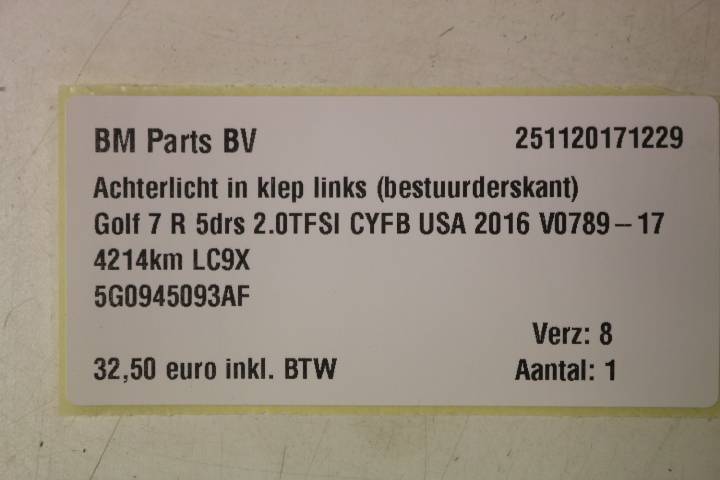 BM Parts BV 251120171229
Achterlicht in klep links (bestuurderskant)
Golf 7 R 5drs 2.0TFSI CYFB USA 2016 V0789-17
4214km LC9X
5G0945093AF
Verz: 8
32,50 euro inkl. BTW Aantal: 1